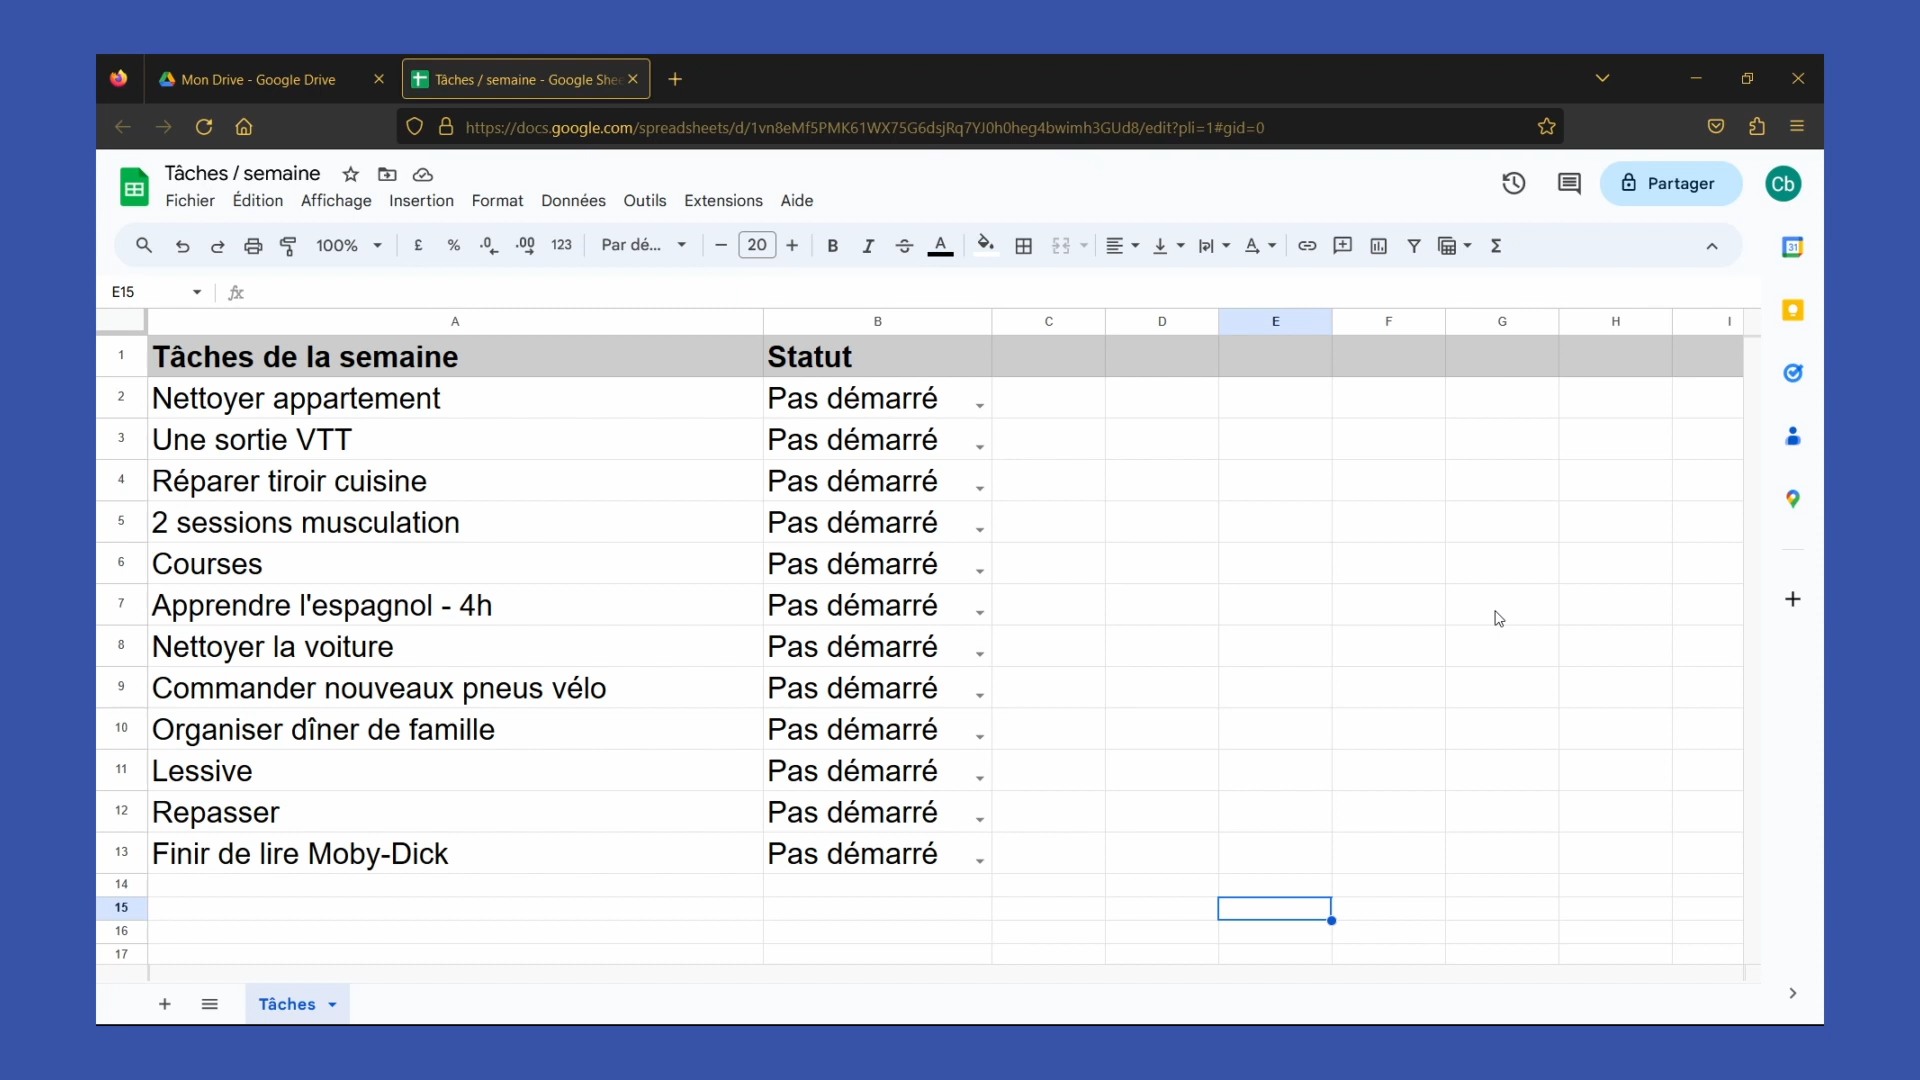 Mon Drive - Google Drive
Tâches / semaine - Google Shee
https://docs.google.com/spreadsheets/d/1vn8eMf5PMK61WX75G6dsjRq7YJ0h0heg4bwimh3GUd8/edit?pli=1#gid=0
Tâches / semaine
Fichier Édition Affichage Insertion Format Données Outils Extensions Aide
Partager
Cb
100% £ % .0 .00 123 Par dé... 20 B I A
31
E15 fx
A B C D E F G H I
1 Tâches de la semaine Statut
2 Nettoyer appartement Pas démarré
3 Une sortie VTT Pas démarré
4 Réparer tiroir cuisine Pas démarré
5 2 sessions musculation Pas démarré
6 Courses Pas démarré
7 Apprendre l'espagnol - 4h Pas démarré
8 Nettoyer la voiture Pas démarré
9 Commander nouveaux pneus vélo Pas démarré
10 Organiser dîner de famille Pas démarré
11 Lessive Pas démarré
12 Repasser Pas démarré
13 Finir de lire Moby-Dick Pas démarré
14
15
16
17
Tâches